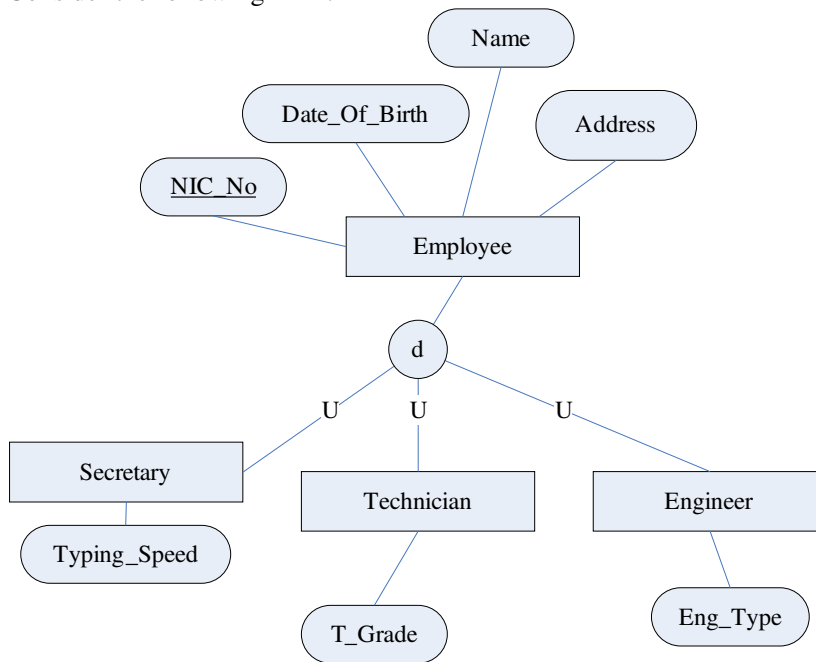 Name
Date_Of_Birth
Address
NIC_No
Employee
d
U U U
Secretary
Technician
Engineer
Typing_Speed
T_Grade
Eng_Type